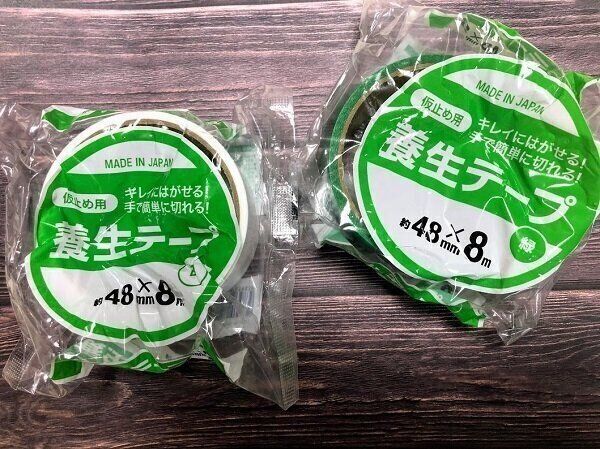 MADE IN JAPAN
仮止め用
キレイにはがせる!
手で簡単に切れる!
養生テープ
約48mm×8m
MADE IN JAPAN
仮止め用
キレイにはがせる!
手で簡単に切れる!
養生テープ
緑
約48mm×8m